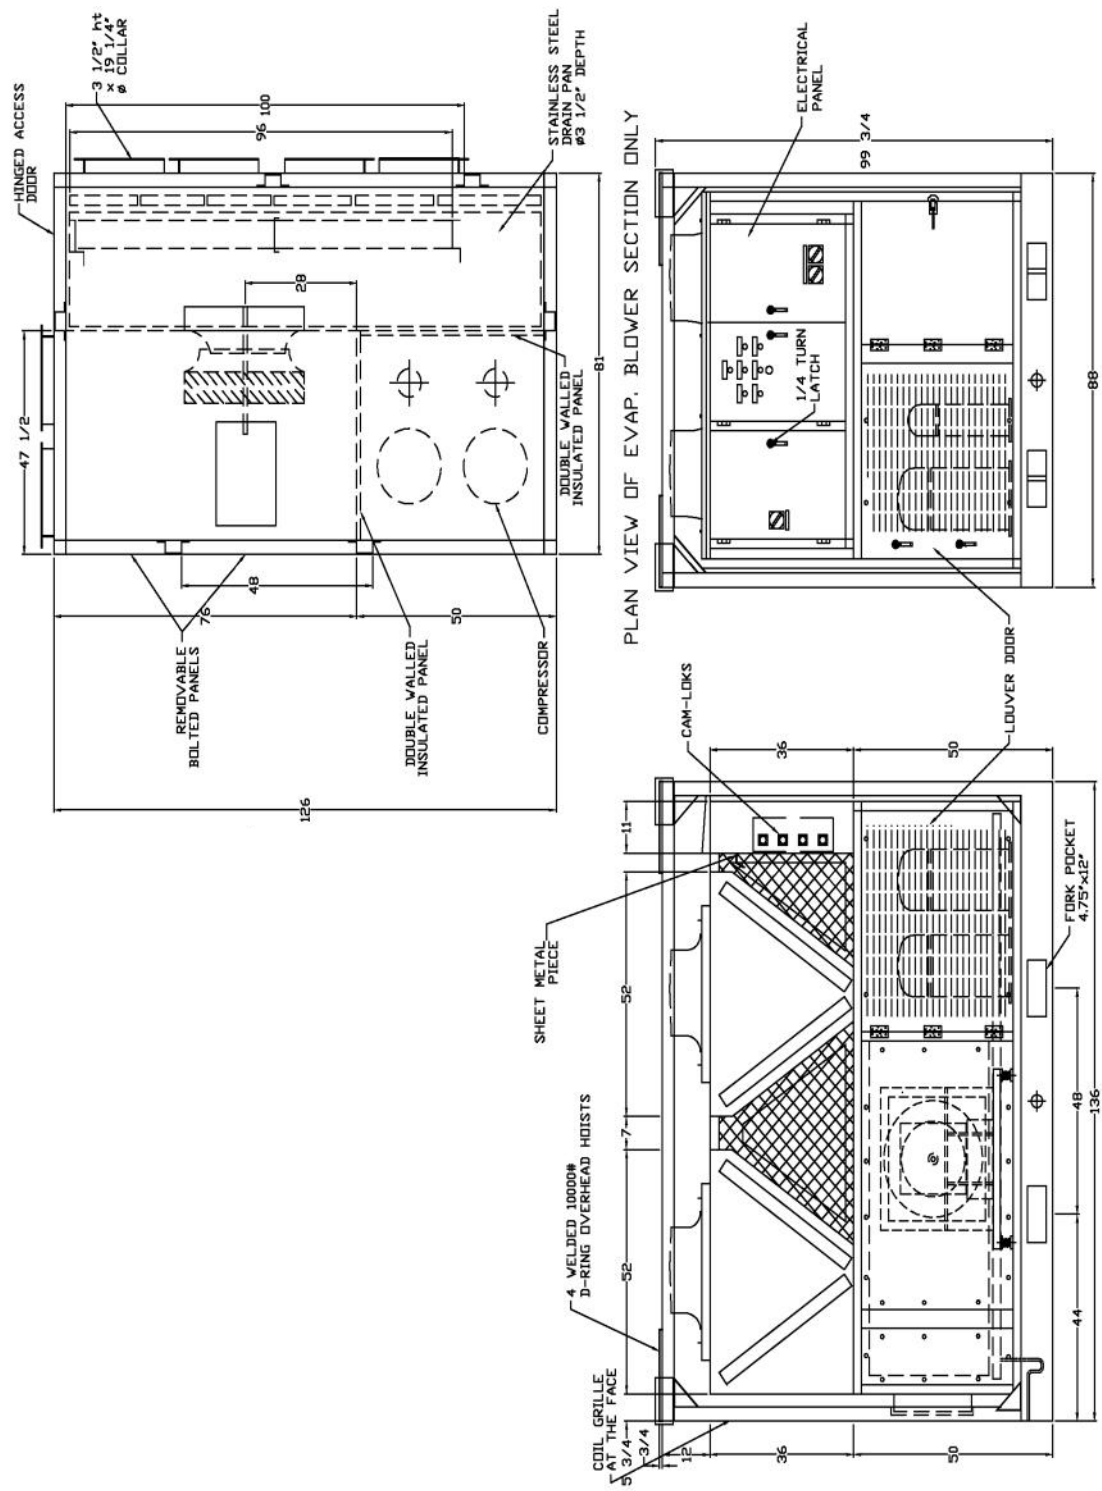 HINGED ACCESS
DOOR
3 1/2" ht
x 19 1/4"
ø COLLAR
47 1/2
96
100
STAINLESS STEEL
DRAIN PAN
ø3 1/2" DEPTH
28
81
DOUBLE WALLED
INSULATED PANEL
48
76
50
REMOVABLE
BOLTED PANELS
DOUBLE WALLED
INSULATED PANEL
COMPRESSOR
126
PLAN VIEW OF EVAP. BLOWER SECTION ONLY
ELECTRICAL
PANEL
99 3/4
1/4 TURN
LATCH
88
LOUVER DOOR
CAM-LOKS
36
50
11
SHEET METAL
PIECE
52
7
52
4 WELDED 10000#
D-RING OVERHEAD HOISTS
COIL GRILLE
AT THE FACE
5 3/4
3/4
12
36
50
FORK POCKET
4.75"x12"
48
44
136